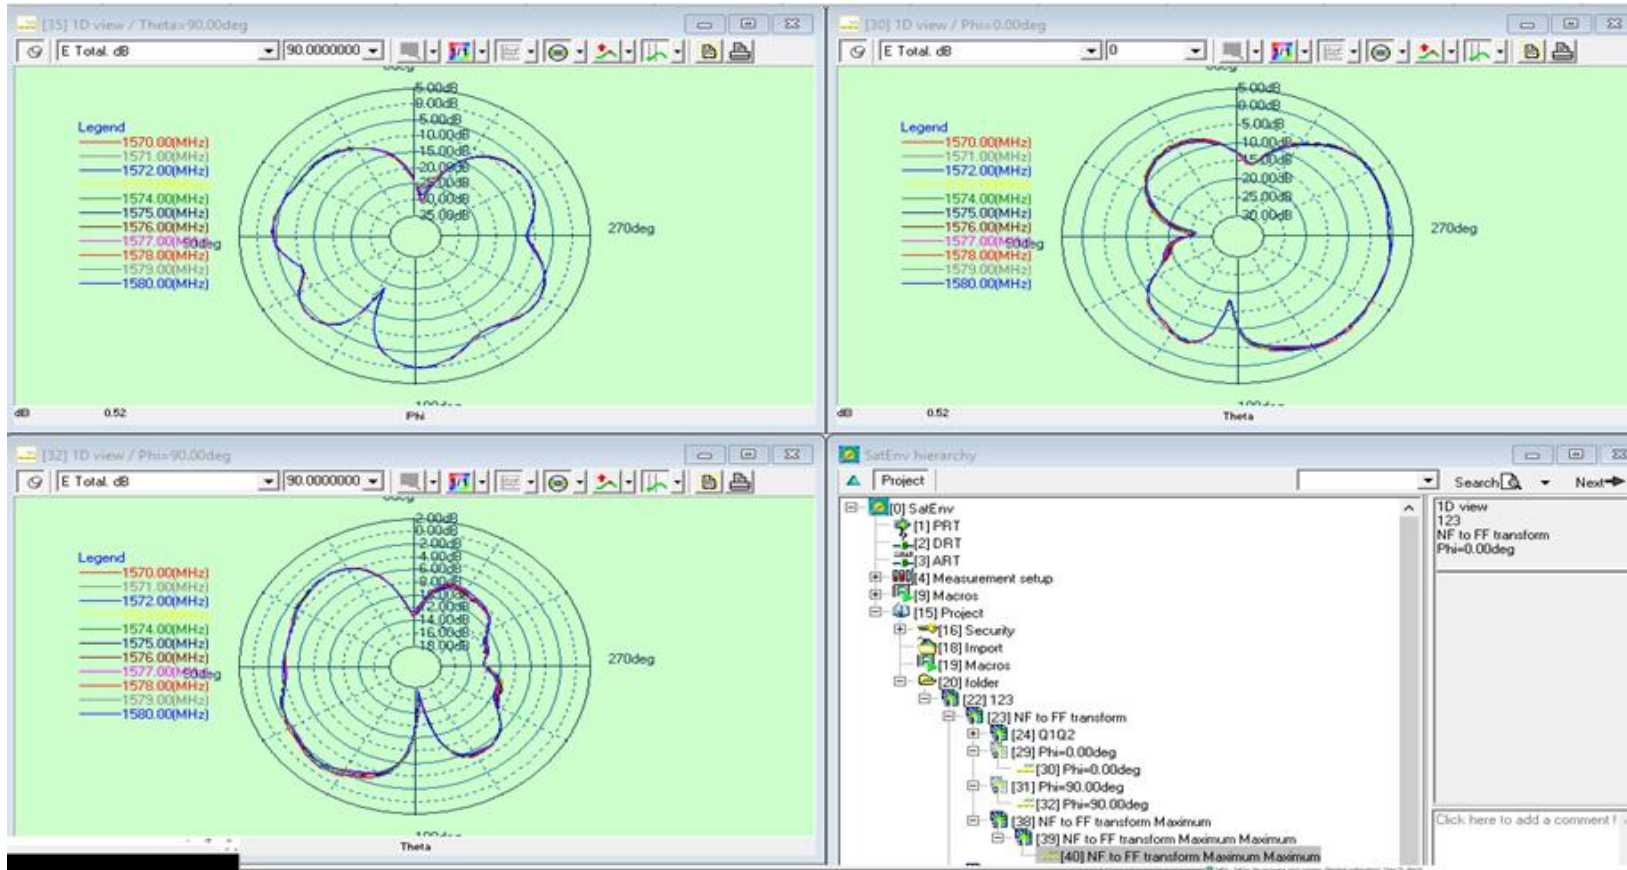 [35] 1D view / Theta=90.00deg
E Total. dB 90.0000000
5.00dB
0.00dB
-5.00dB
-10.00dB
-15.00dB
-20.00dB
-35.00dB
Legend
1570.00(MHz)
1571.00(MHz)
1572.00(MHz)
1574.00(MHz)
1575.00(MHz)
1576.00(MHz)
1577.00(MHz)
1578.00(MHz)
1579.00(MHz)
1580.00(MHz)
270deg
dB 0.52 Phi
[30] 1D view / Phi=0.00deg
E Total. dB 0
5.00dB
0.00dB
-5.00dB
-10.00dB
-15.00dB
-20.00dB
-25.00dB
-30.00dB
Legend
1570.00(MHz)
1571.00(MHz)
1572.00(MHz)
1574.00(MHz)
1575.00(MHz)
1576.00(MHz)
1577.00(MHz)
1578.00(MHz)
1579.00(MHz)
1580.00(MHz)
270deg
dB 0.52 Theta
[32] 1D view / Phi=90.00deg
E Total. dB 90.0000000
2.00dB
0.00dB
-2.00dB
-4.00dB
-14.00dB
-16.00dB
-18.00dB
Legend
1570.00(MHz)
1571.00(MHz)
1572.00(MHz)
1574.00(MHz)
1575.00(MHz)
1576.00(MHz)
1577.00(MHz)
1578.00(MHz)
1579.00(MHz)
1580.00(MHz)
270deg
Theta
SatEnv hierarchy
Project Search Next
[0] SatEnv
[1] PRT
[2] DRT
[3] ART
[4] Measurement setup
[9] Macros
[15] Project
[16] Security
[18] Import
[19] Macros
[20] folder
[22] 123
[23] NF to FF transform
[24] Q1Q2
[29] Phi=0.00deg
[30] Phi=0.00deg
[31] Phi=90.00deg
[32] Phi=90.00deg
[38] NF to FF transform Maximum
[39] NF to FF transform Maximum Maximum
[40] NF to FF transform Maximum Maximum
1D view
123
NF to FF transform
Phi=0.00deg
Click here to add a comment f